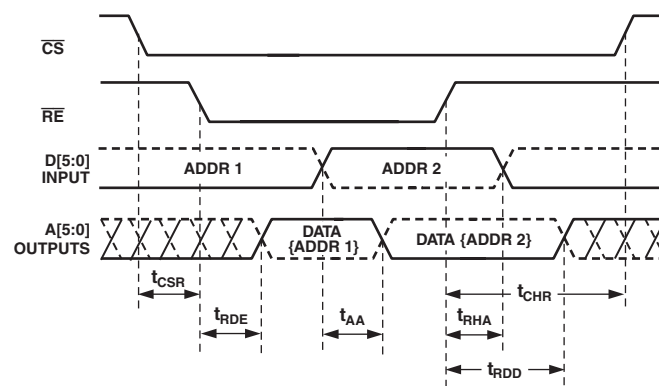 CS
RE
D[5:0]
INPUT
ADDR 1
ADDR 2
A[5:0]
OUTPUTS
DATA
{ADDR 1}
DATA {ADDR 2}
tCSR
tCHR
tRDE
tAA
tRHA
tRDD